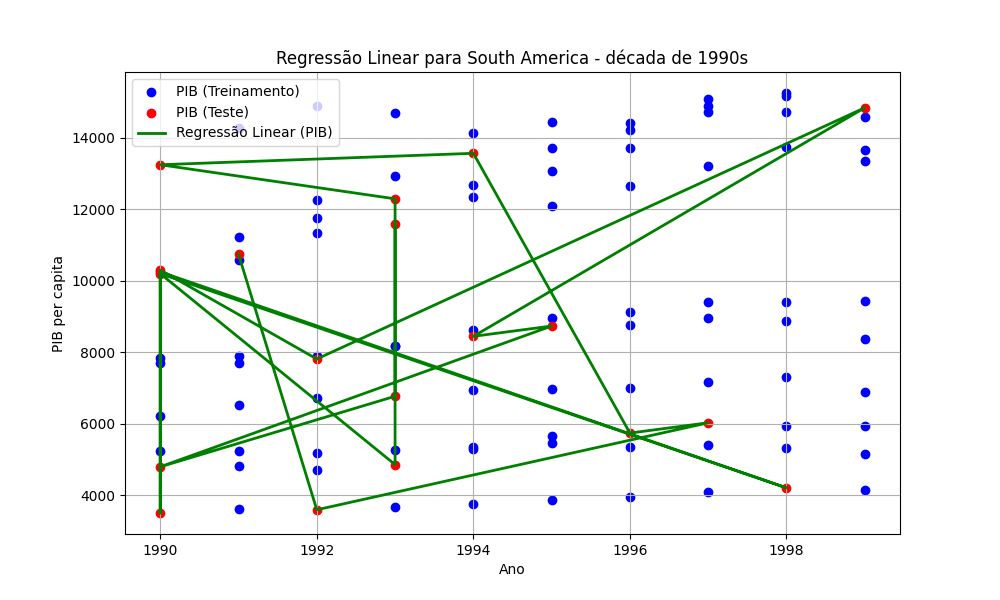 Regressão Linear para South America - década de 1990s
PIB (Treinamento)
PIB (Teste)
Regressão Linear (PIB)
PIB per capita
14000
12000
10000
8000
6000
4000
1990 1992 1994 1996 1998
Ano